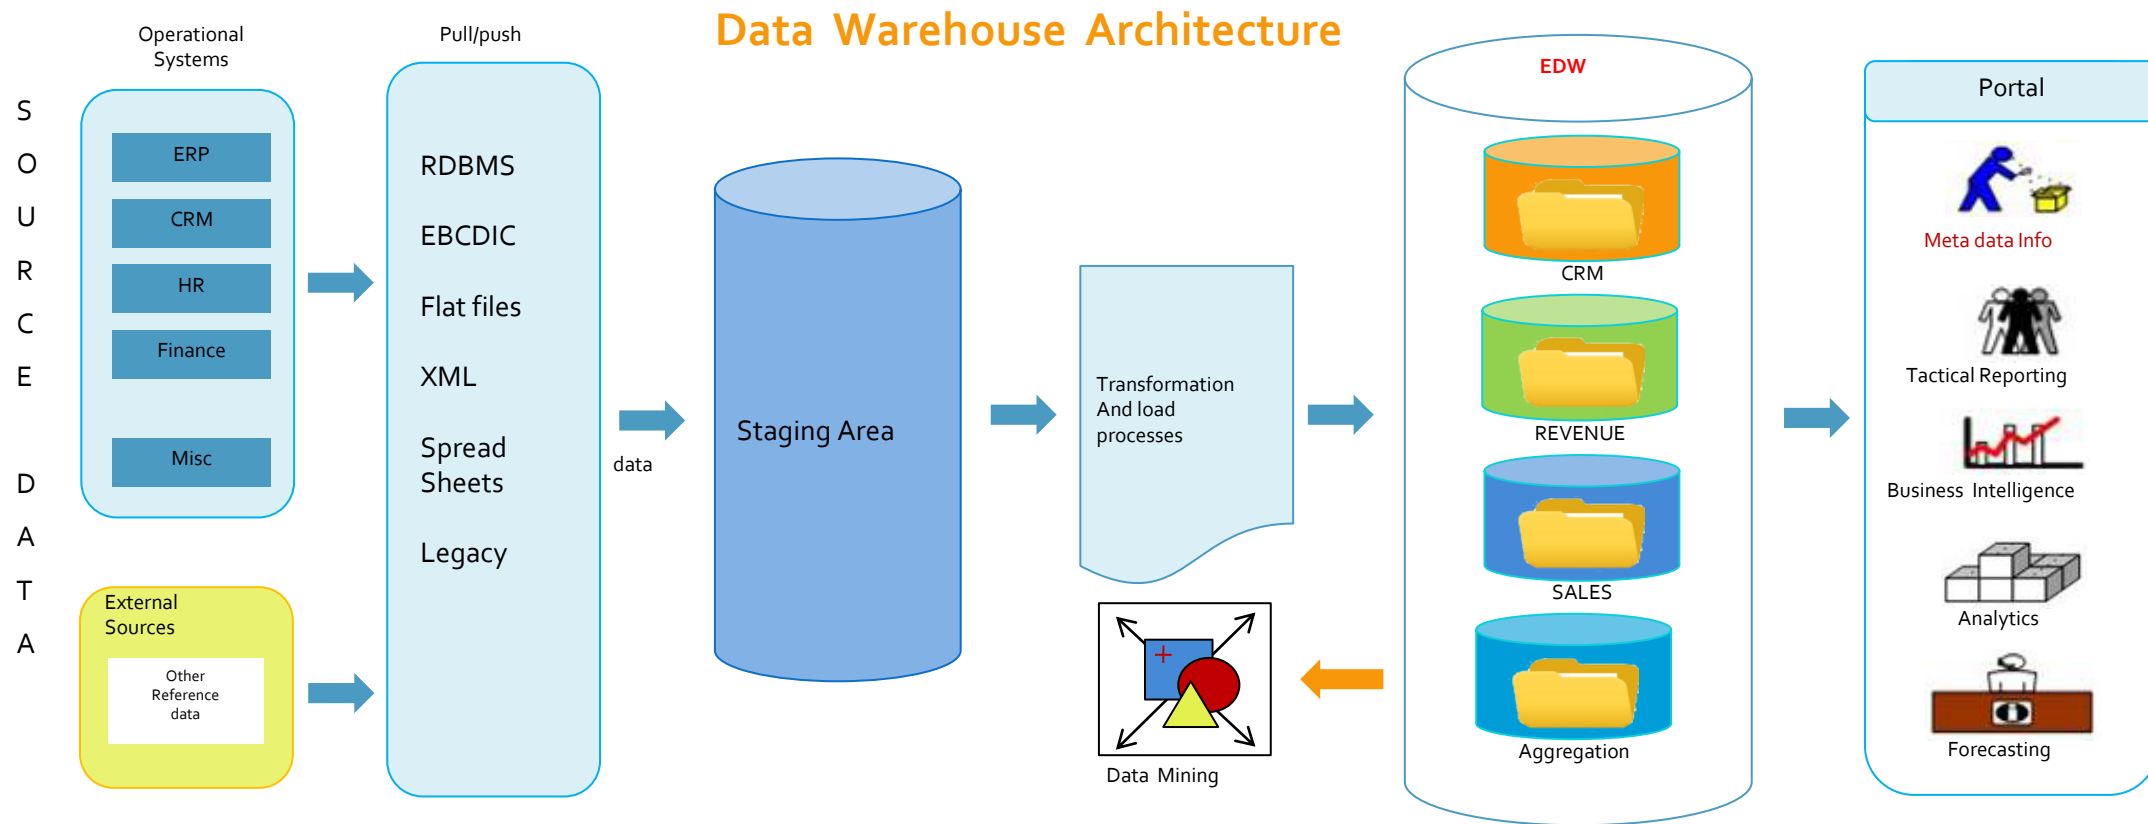 Data Warehouse Architecture
S
O
U
R
C
E
D
A
T
A
Operational
Systems
ERP
CRM
HR
Finance
Misc
External
Sources
Other
Reference
data
Pull/push
RDBMS
EBCDIC
Flat files
XML
Spread
Sheets
Legacy
data
Staging Area
Transformation
And load
processes
Data Mining
EDW
CRM
REVENUE
SALES
Aggregation
Portal
Meta data Info
Tactical Reporting
Business Intelligence
Analytics
Forecasting